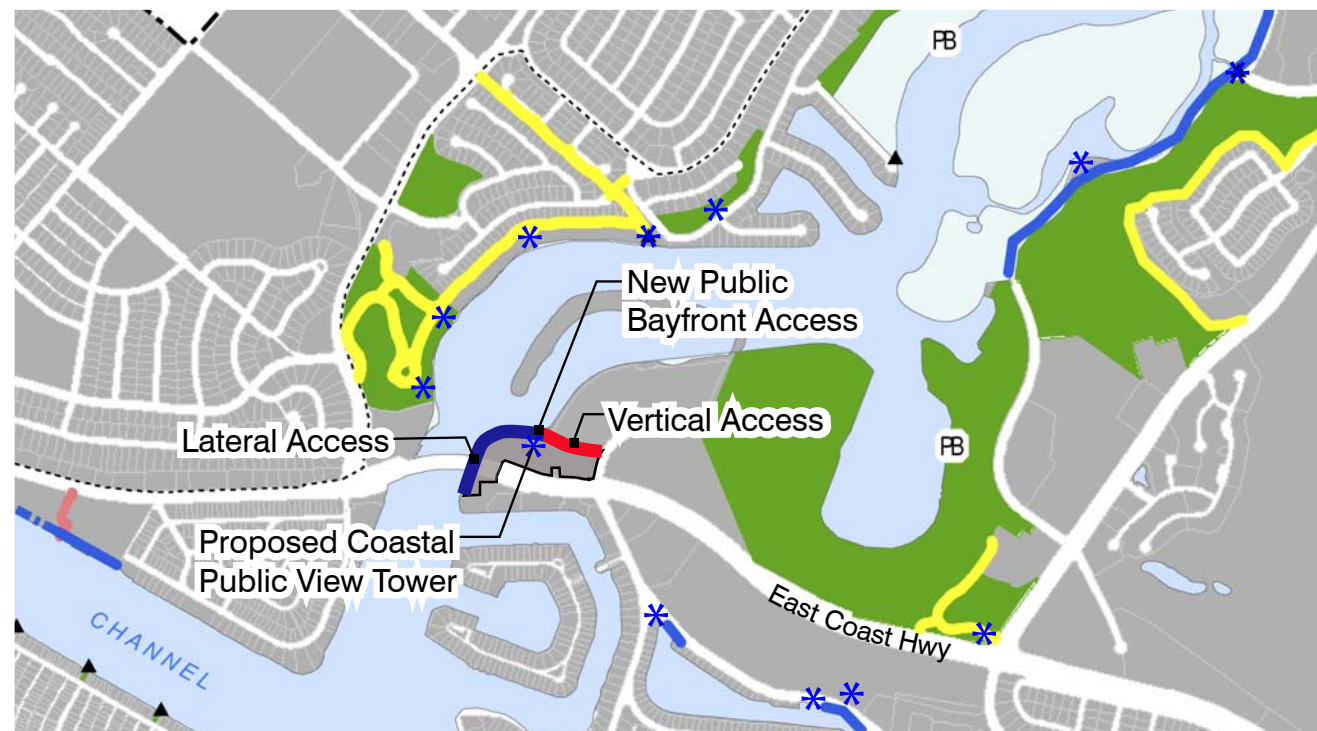 PB
New Public
Bayfront Access
Vertical Access
Lateral Access
PB
Proposed Coastal
Public View Tower
East Coast Hwy
CHANNEL